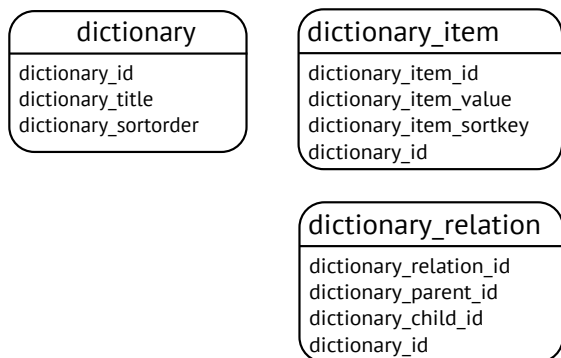 dictionary
dictionary_id
dictionary_title
dictionary_sortorder
dictionary_item
dictionary_item_id
dictionary_item_value
dictionary_item_sortkey
dictionary_id
dictionary_relation
dictionary_relation_id
dictionary_parent_id
dictionary_child_id
dictionary_id